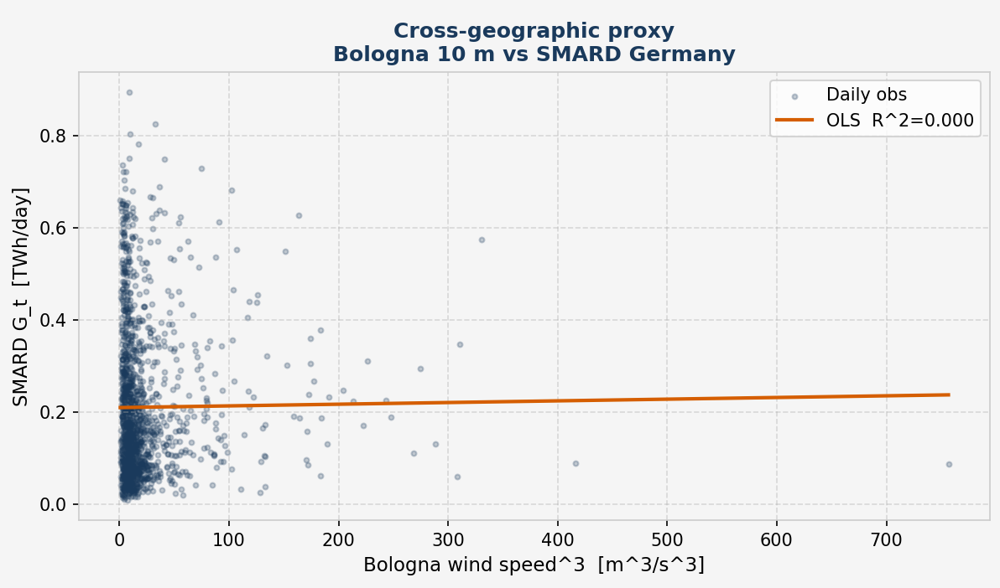 Cross-geographic proxy
Bologna 10 m vs SMARD Germany
Daily obs
OLS  R^2=0.000
SMARD G_t  [TWh/day]
0.8
0.6
0.4
0.2
0.0
0 100 200 300 400 500 600 700
Bologna wind speed^3  [m^3/s^3]